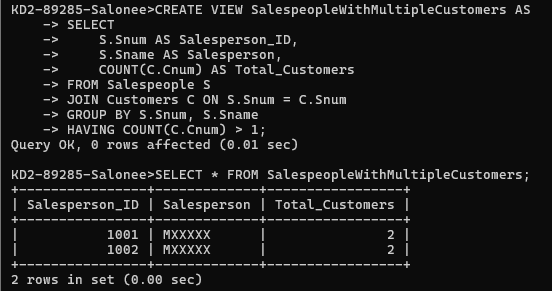 KD2-89285-Salonee>CREATE VIEW SalespeopleWithMultipleCustomers AS
    -> SELECT
    ->     S.Snum AS Salesperson_ID,
    ->     S.Sname AS Salesperson,
    ->     COUNT(C.Cnum) AS Total_Customers
    -> FROM Salespeople S
    -> JOIN Customers C ON S.Snum = C.Snum
    -> GROUP BY S.Snum, S.Sname
    -> HAVING COUNT(C.Cnum) > 1;
Query OK, 0 rows affected (0.01 sec)
KD2-89285-Salonee>SELECT * FROM SalespeopleWithMultipleCustomers;
+----------------+-------------+-----------------+
| Salesperson_ID | Salesperson | Total_Customers |
+----------------+-------------+-----------------+
|           1001 | MXXXXX      |               2 |
|           1002 | MXXXXX      |               2 |
+----------------+-------------+-----------------+
2 rows in set (0.00 sec)